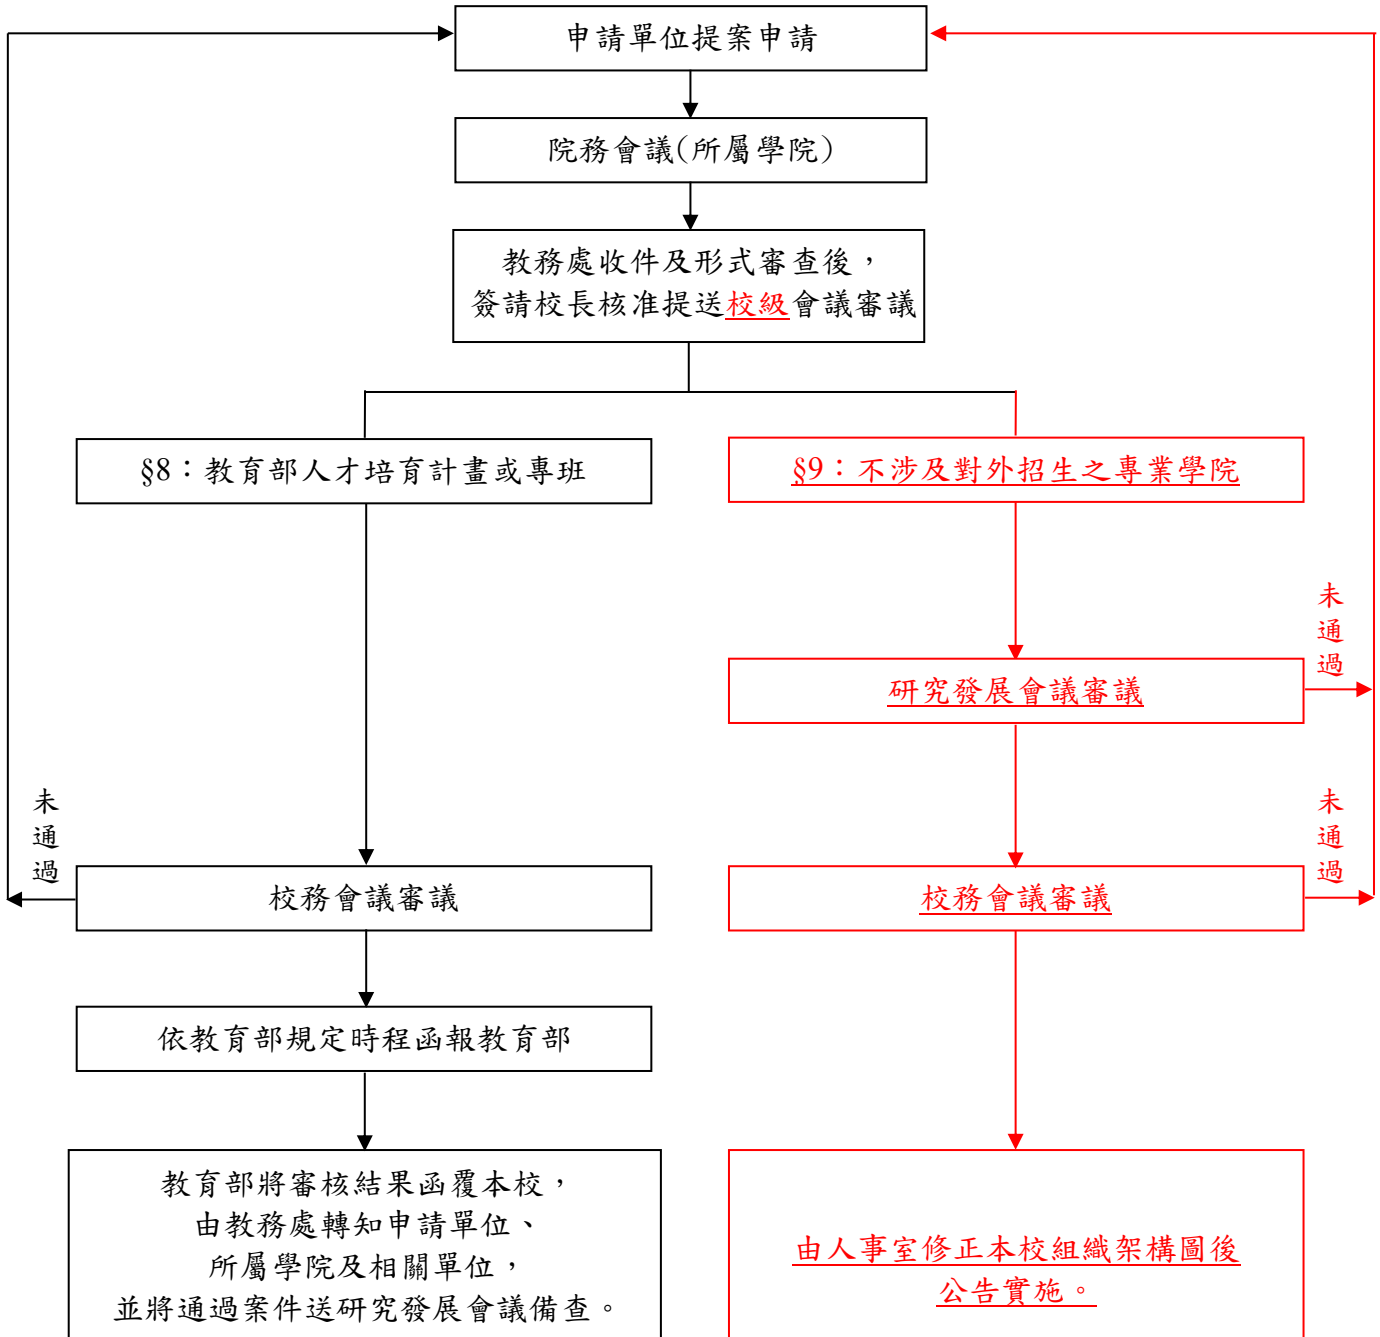 申請單位提案申請
院務會議(所屬學院)
教務處收件及形式審查後，
簽請校長核准提送校級會議審議
§8：教育部人才培育計畫或專班
§9：不涉及對外招生之專業學院
未
通
過
研究發展會議審議
未
通
過
校務會議審議
未
通
過
校務會議審議
依教育部規定時程函報教育部
教育部將審核結果函覆本校，
由教務處轉知申請單位、
所屬學院及相關單位，
並將通過案件送研究發展會議備查。
由人事室修正本校組織架構圖後
公告實施。